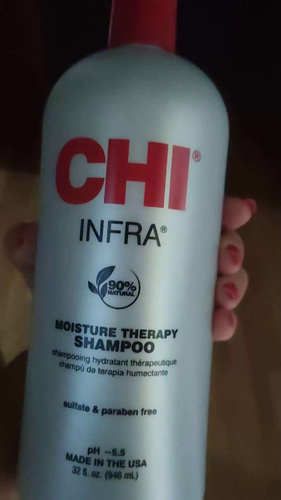 CHI®
INFRA®
90%
NATURAL
MOISTURE THERAPY
SHAMPOO
shampooing hydratant thérapeutique
champú de terapia humectante
sulfate & paraben free
pH ~5.5
MADE IN THE USA
32 fl. oz. (946 ml.)